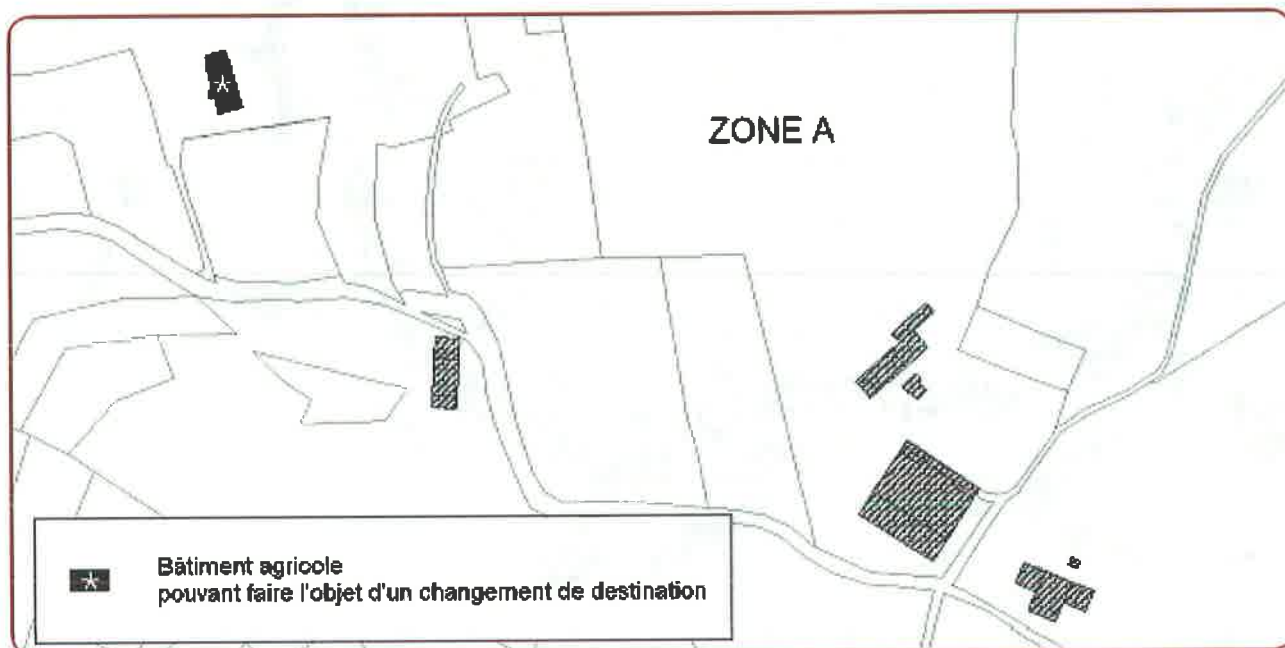 ZONE A
Bâtiment agricole
pouvant faire l'objet d'un changement de destination